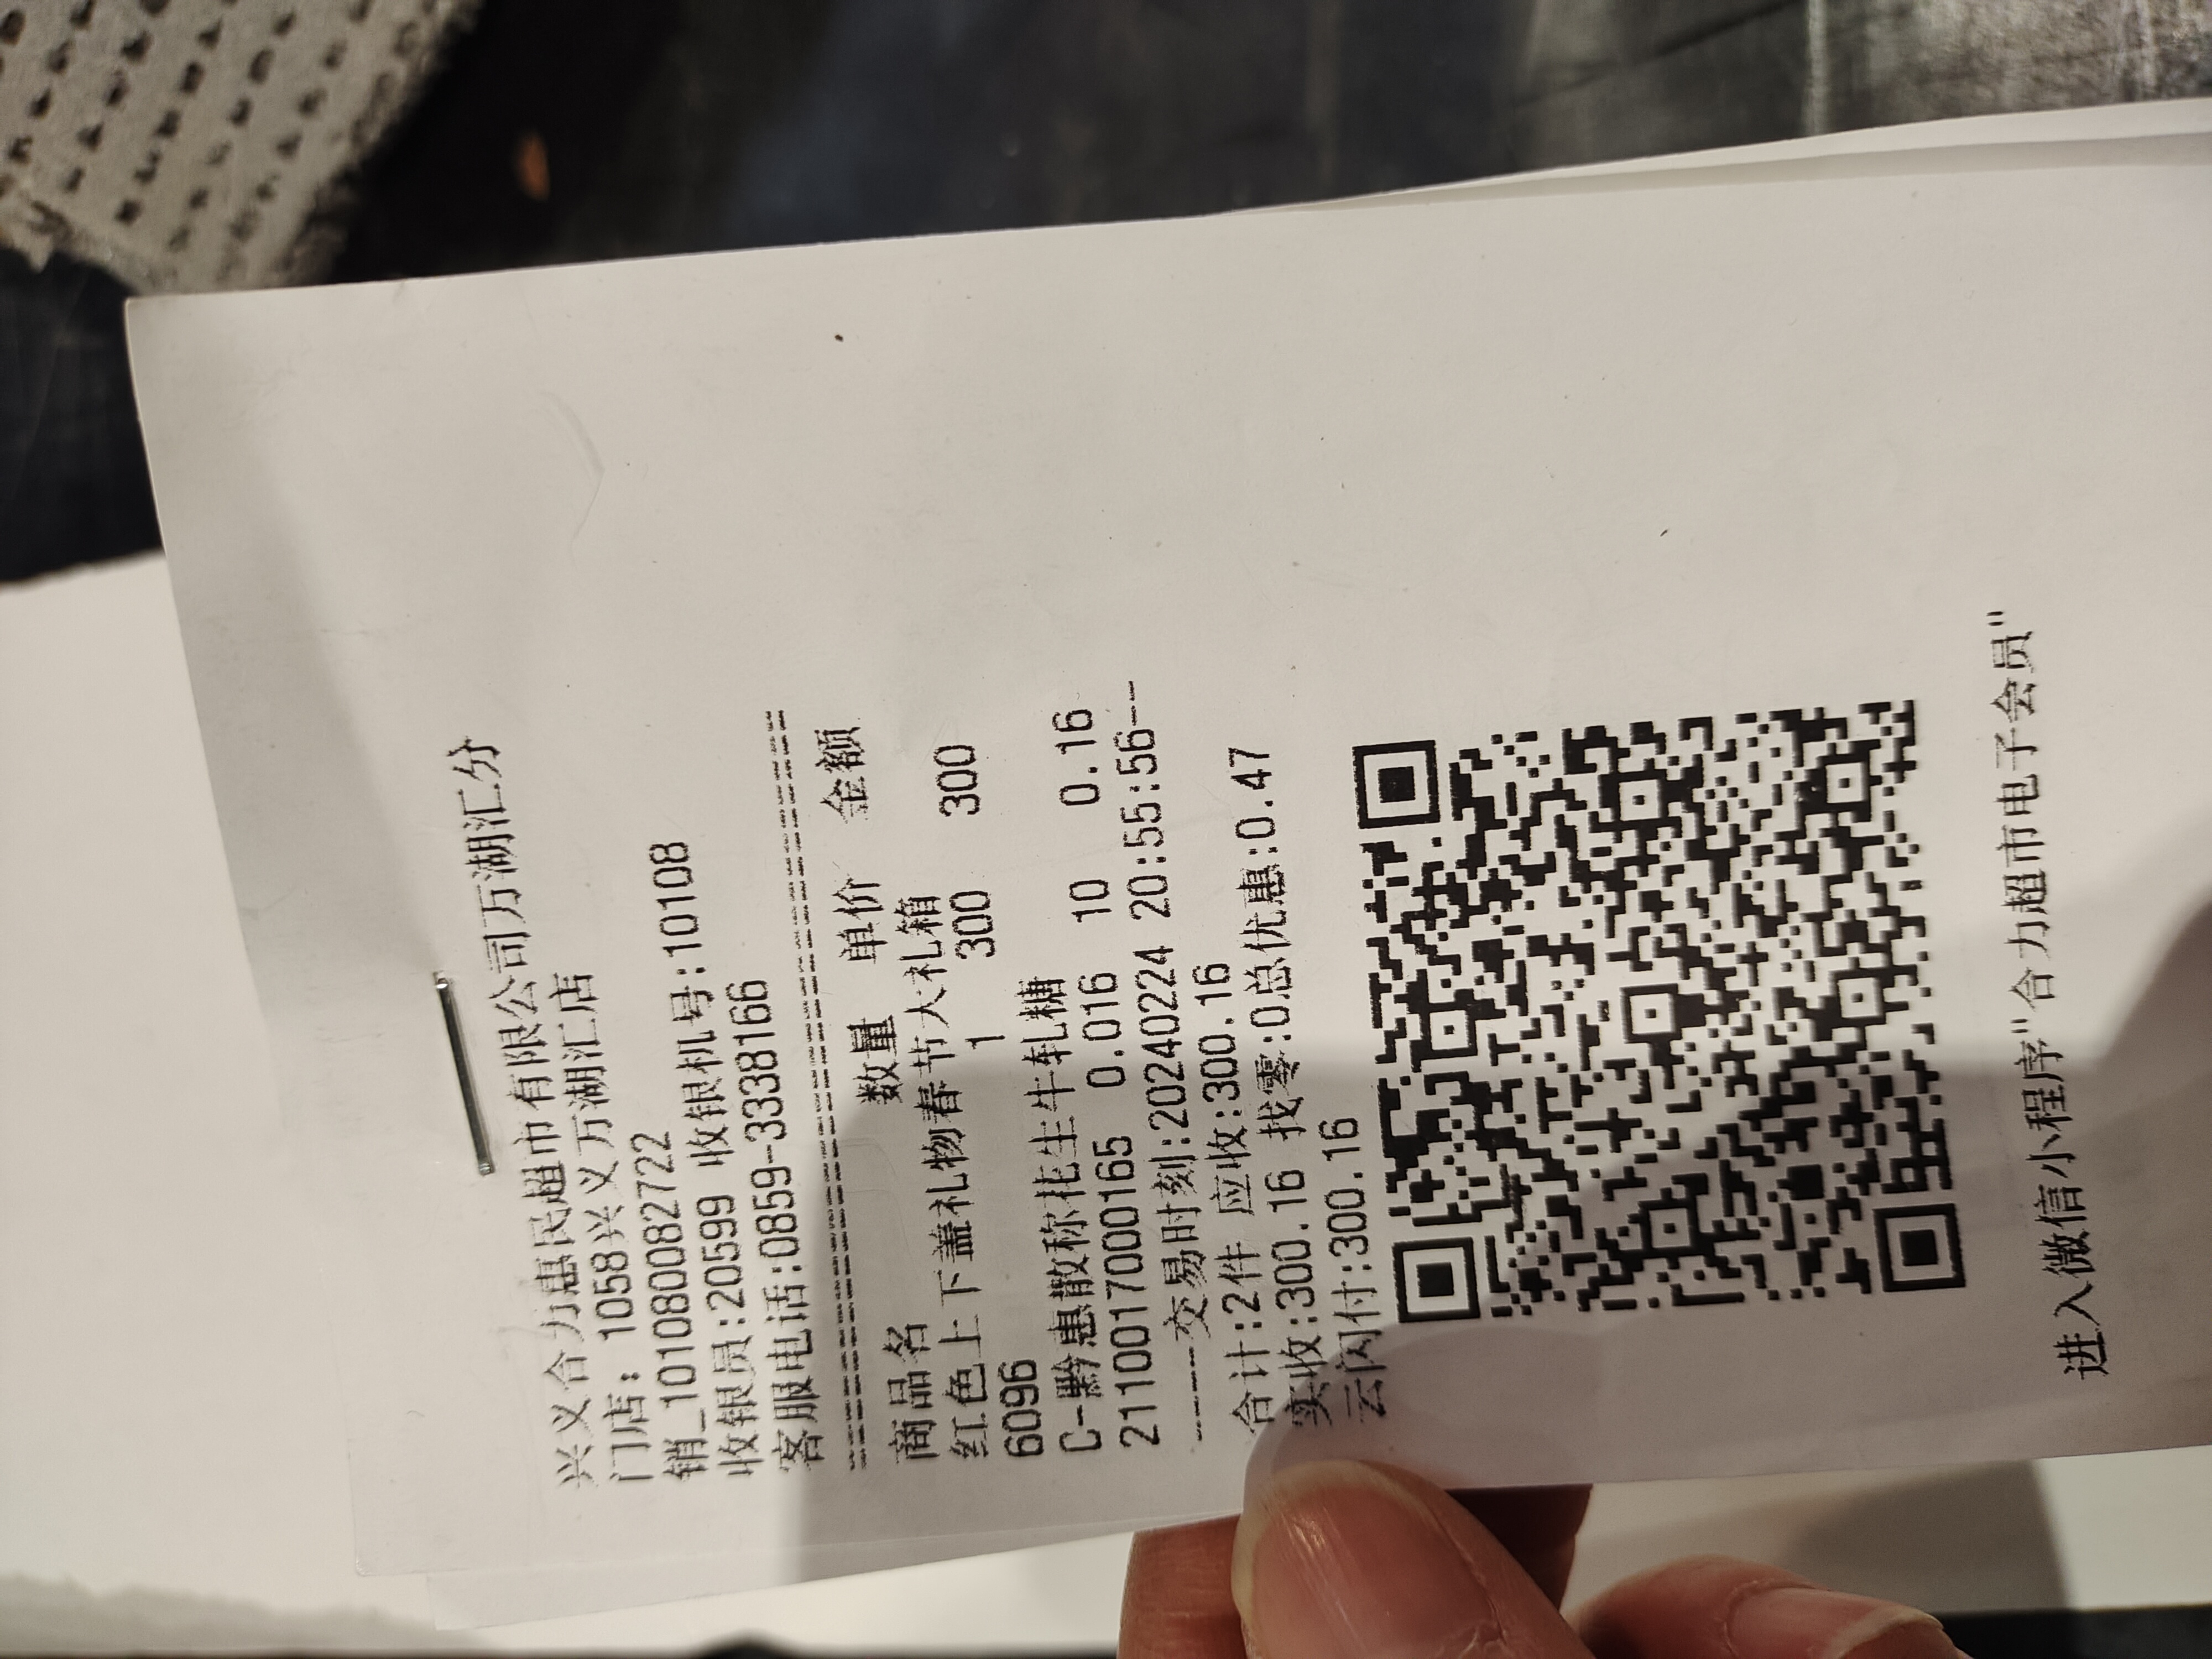 兴义合力惠民超市有限公司万湖汇分
门店: 1058兴义万湖汇店
销_1010800827722
收银员:20599 收银机号:10108
客服电话:0859-3338166
================================
商品名 数量 单价 金额
红色上下盖礼物春节大礼箱
6096 1 300 300
C-黔惠散称花生牛轧糖
2110017000165 0.016 10 0.16
-----交易时刻:20240224 20:55:56--
合计:2件 应收:300.16
实收:300.16 找零:0总优惠:0.47
云闪付:300.16
进入微信小程序"合力超市电子会员"